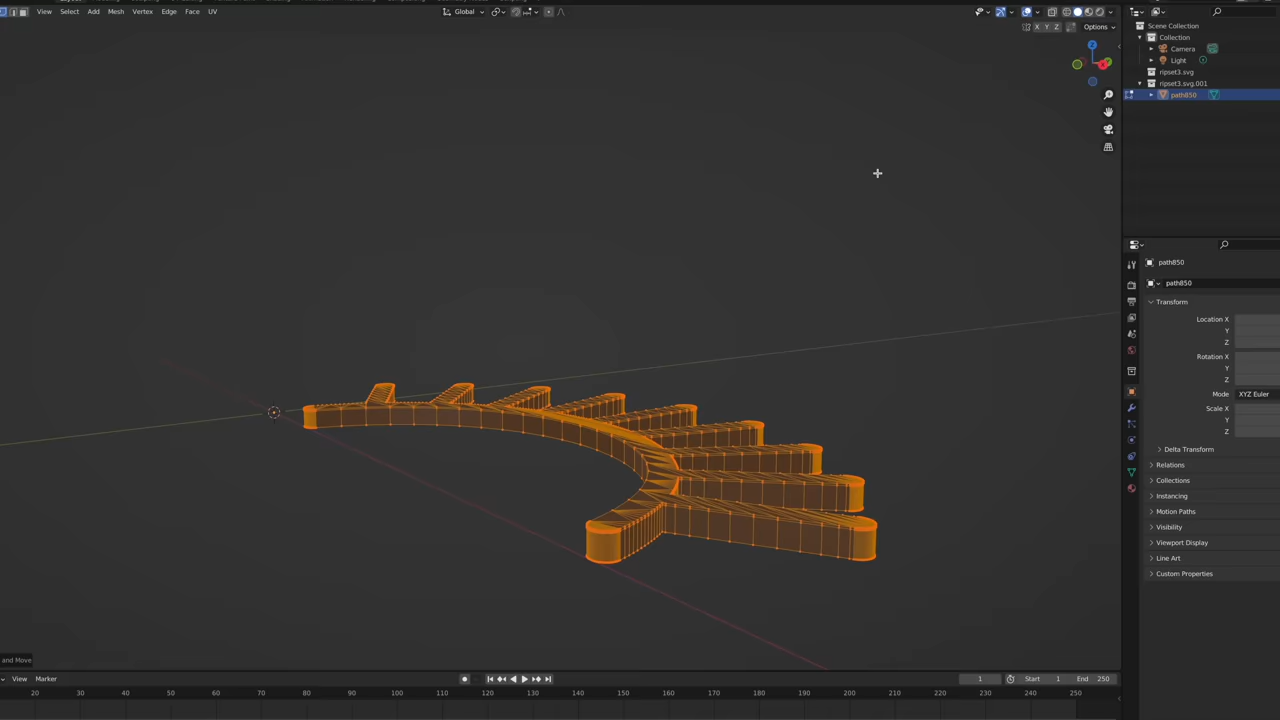 View Select Add Mesh Vertex Edge Face UV
Global
X Y Z Options
Z
Scene Collection
Collection
Camera
Light
ripset3.svg
ripset3.svg.001
path850
path850
path850
Transform
Location X
Y
Z
Rotation X
Y
Z
Mode XYZ Euler
Scale X
Y
Z
Delta Transform
Relations
Collections
Instancing
Motion Paths
Visibility
Viewport Display
Line Art
Custom Properties
and Move
View Marker
1 Start 1 End 250
20 30 40 50 60 70 80 90 100 110 120 130 140 150 160 170 180 190 200 210 220 230 240 250